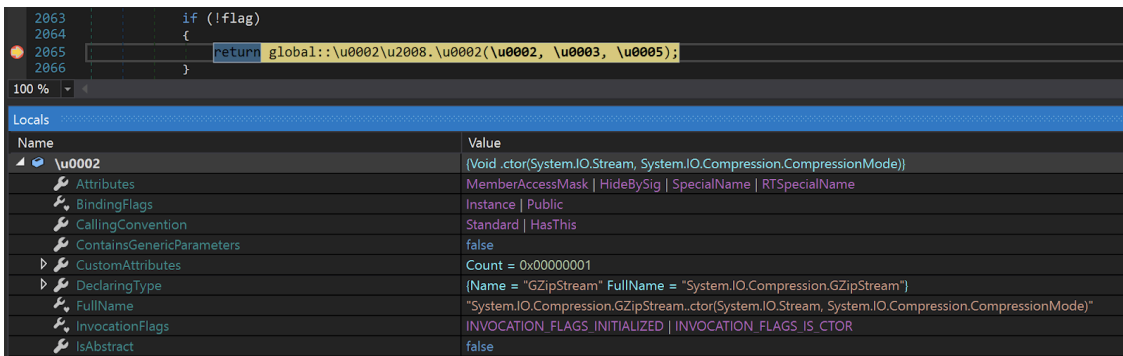 2063 if (!flag)
2064 {
2065 return global::\u0002\u2008.\u0002(\u0002, \u0003, \u0005);
2066 }
100 %
Locals
Name Value
\u0002 {Void .ctor(System.IO.Stream, System.IO.Compression.CompressionMode)}
Attributes MemberAccessMask | HideBySig | SpecialName | RTSpecialName
BindingFlags Instance | Public
CallingConvention Standard | HasThis
ContainsGenericParameters false
CustomAttributes Count = 0x00000001
DeclaringType {Name = "GZipStream" FullName = "System.IO.Compression.GZipStream"}
FullName "System.IO.Compression.GZipStream..ctor(System.IO.Stream, System.IO.Compression.CompressionMode)"
InvocationFlags INVOCATION_FLAGS_INITIALIZED | INVOCATION_FLAGS_IS_CTOR
IsAbstract false